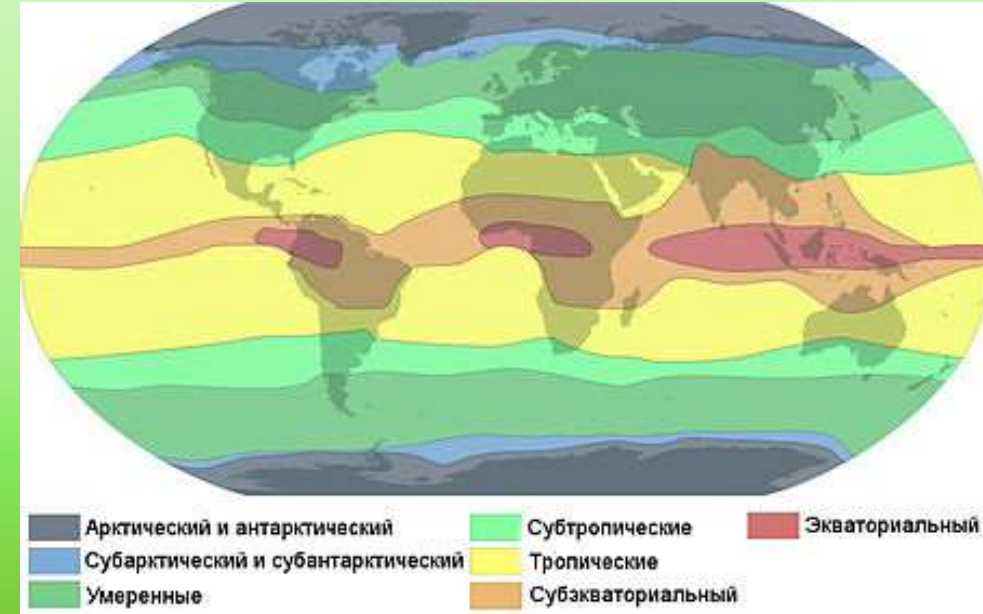 Арктический и антарктический
Субарктический и субантарктический
Умеренные
Субтропические
Тропические
Субэкваториальный
Экваториальный